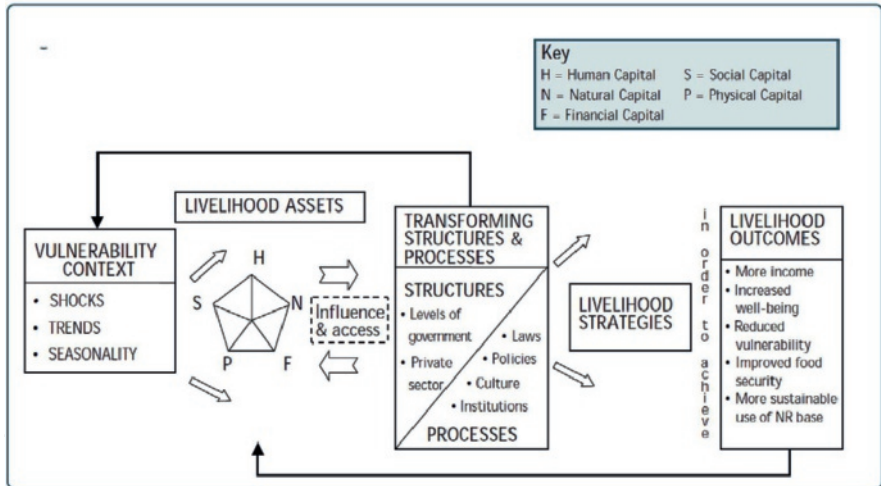 Key
H = Human Capital S = Social Capital
N = Natural Capital P = Physical Capital
F = Financial Capital
LIVELIHOOD ASSETS
VULNERABILITY
CONTEXT
• SHOCKS
• TRENDS
• SEASONALITY
H
S
N
P
F
Influence
& access
TRANSFORMING
STRUCTURES &
PROCESSES
STRUCTURES
• Levels of
government
• Private
sector
• Laws
• Policies
• Culture
• Institutions
PROCESSES
LIVELIHOOD
STRATEGIES
in order to achieve
LIVELIHOOD
OUTCOMES
• More income
• Increased
well-being
• Reduced
vulnerability
• Improved food
security
• More sustainable
use of NR base